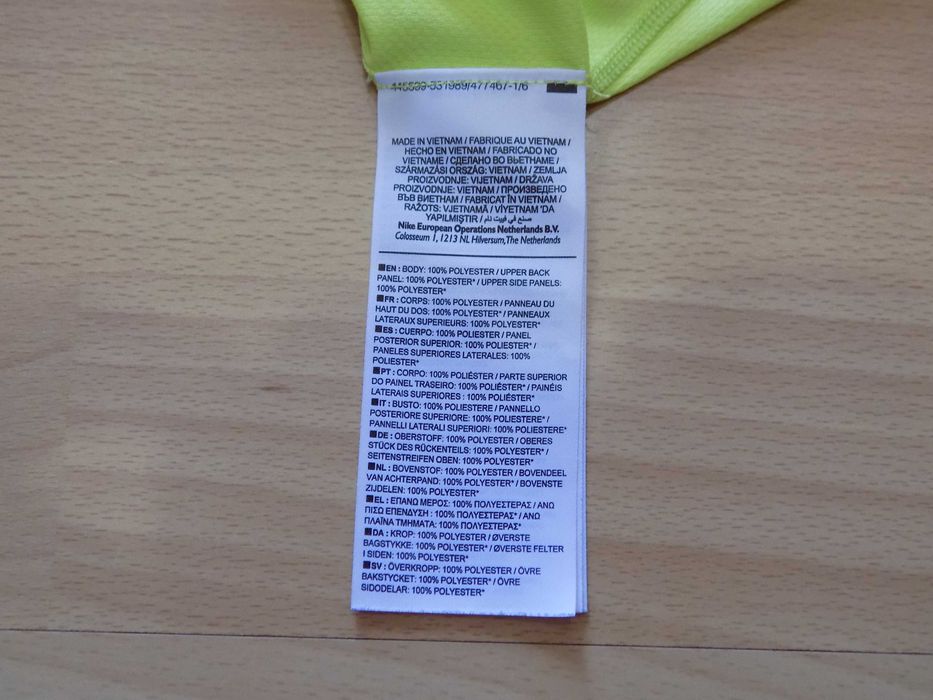 445599-551989/477467-1/6
MADE IN VIETNAM / FABRIQUE AU VIETNAM /
HECHO EN VIETNAM / FABRICADO NO
VIETNAME / СДЕЛАНО ВО ВЬЕТНАМЕ /
SZÁRMAZÁSI ORSZÁG: VIETNAM / ZEMLJA
PROIZVODNJE: VIJETNAM / DRŽAVA
PROIZVODNJE: VIETNAM / ПРОИЗВЕДЕНО
ВЪВ ВИЕТНАМ / FABRICAT ÎN VIETNAM /
RAŽOTS: VJETNAMĀ / VİYETNAM 'DA
YAPILMIŞTIR / صنع في فييت نام
Nike European Operations Netherlands B.V.
Colosseum 1, 1213 NL Hilversum, The Netherlands
EN : BODY: 100% POLYESTER / UPPER BACK
PANEL: 100% POLYESTER* / UPPER SIDE PANELS:
100% POLYESTER*
FR : CORPS: 100% POLYESTER / PANNEAU DU
HAUT DU DOS: 100% POLYESTER* / PANNEAUX
LATERAUX SUPERIEURS: 100% POLYESTER*
ES : CUERPO: 100% POLIESTER / PANEL
POSTERIOR SUPERIOR: 100% POLIESTER* /
PANELES SUPERIORES LATERALES: 100%
POLIESTER*
PT : CORPO: 100% POLIÉSTER / PARTE SUPERIOR
DO PAINEL TRASEIRO: 100% POLIÉSTER* / PAINÉIS
LATERAIS SUPERIORES : 100% POLIÉSTER*
IT : BUSTO: 100% POLIESTERE / PANNELLO
POSTERIORE SUPERIORE: 100% POLIESTERE* /
PANNELLI LATERALI SUPERIORI: 100% POLIESTERE*
DE : OBERSTOFF: 100% POLYESTER / OBERES
STÜCK DES RÜCKENTEILS: 100% POLYESTER* /
SEITENSTREIFEN OBEN: 100% POLYESTER*
NL : BOVENSTOF: 100% POLYESTER / BOVENDEEL
VAN ACHTERPAND: 100% POLYESTER* / BOVENSTE
ZIJDELEN: 100% POLYESTER*
EL : ΕΠΑΝΩ ΜΕΡΟΣ: 100% ΠΟΛΥΕΣΤΕΡΑΣ / ΑΝΩ
ΠΙΣΩ ΕΠΕΝΔΥΣΗ : 100% ΠΟΛΥΕΣΤΕΡΑΣ* / ΑΝΩ
ΠΛΑΪΝΑ ΤΜΗΜΑΤΑ: 100% ΠΟΛΥΕΣΤΕΡΑΣ*
DA : KROP: 100% POLYESTER / ØVERSTE
BAGSTYKKE: 100% POLYESTER* / ØVERSTE FELTER
I SIDEN: 100% POLYESTER*
SV : ÖVERKROPP: 100% POLYESTER / ÖVRE
BAKSTYCKET: 100% POLYESTER* / ÖVRE
SIDODELAR: 100% POLYESTER*